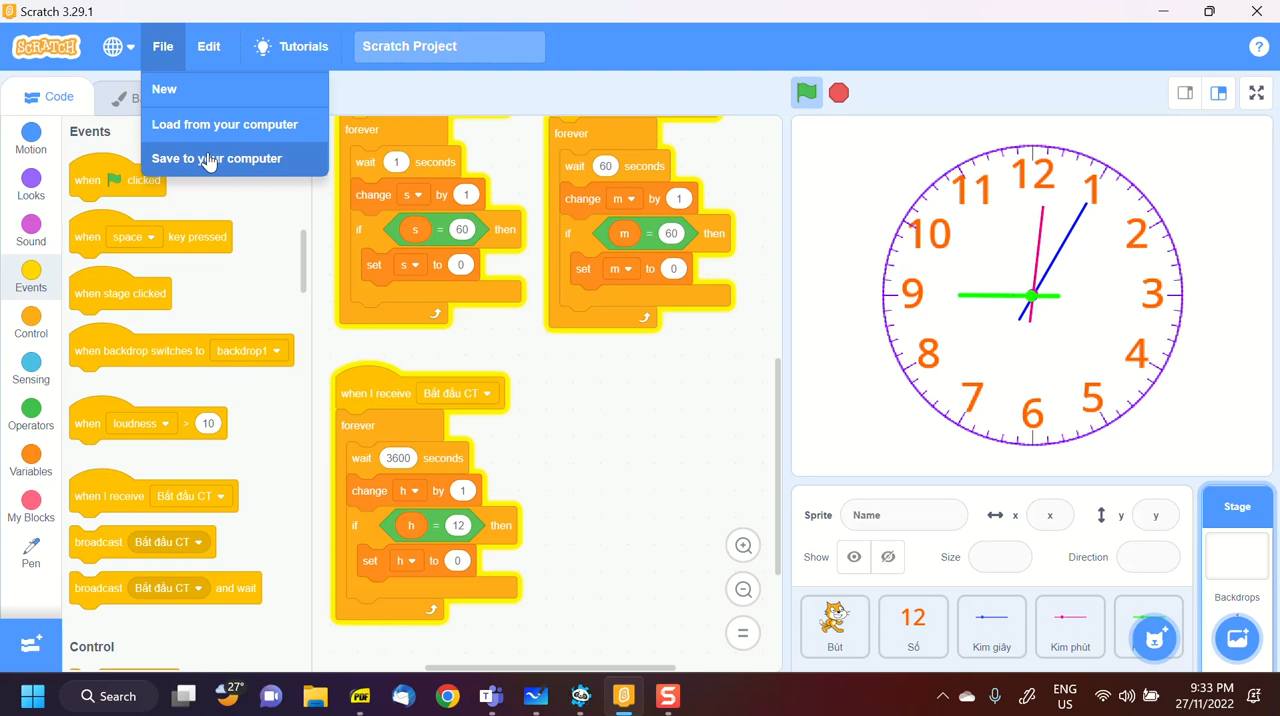 Scratch 3.29.1
SCRATCH
File
Edit
Tutorials
Scratch Project
?
New
Load from your computer
Save to your computer
Code
B
Motion
Looks
Sound
Events
Control
Sensing
Operators
Variables
My Blocks
Pen
Events
when clicked
when space key pressed
when stage clicked
when backdrop switches to backdrop1
when loudness > 10
when I receive Bắt đầu CT
broadcast Bắt đầu CT
broadcast Bắt đầu CT and wait
Control
forever
wait 1 seconds
change s by 1
if s = 60 then
set s to 0
forever
wait 60 seconds
change m by 1
if m = 60 then
set m to 0
when I receive Bắt đầu CT
forever
wait 3600 seconds
change h by 1
if h = 12 then
set h to 0
12
1
2
3
4
5
6
7
8
9
10
11
Sprite Name x x y y
Show Size Direction
Bút
12
Số
Kim giây
Kim phút
Stage
Backdrops
27°
Search
PDF
S
ENG
US
9:33 PM
27/11/2022